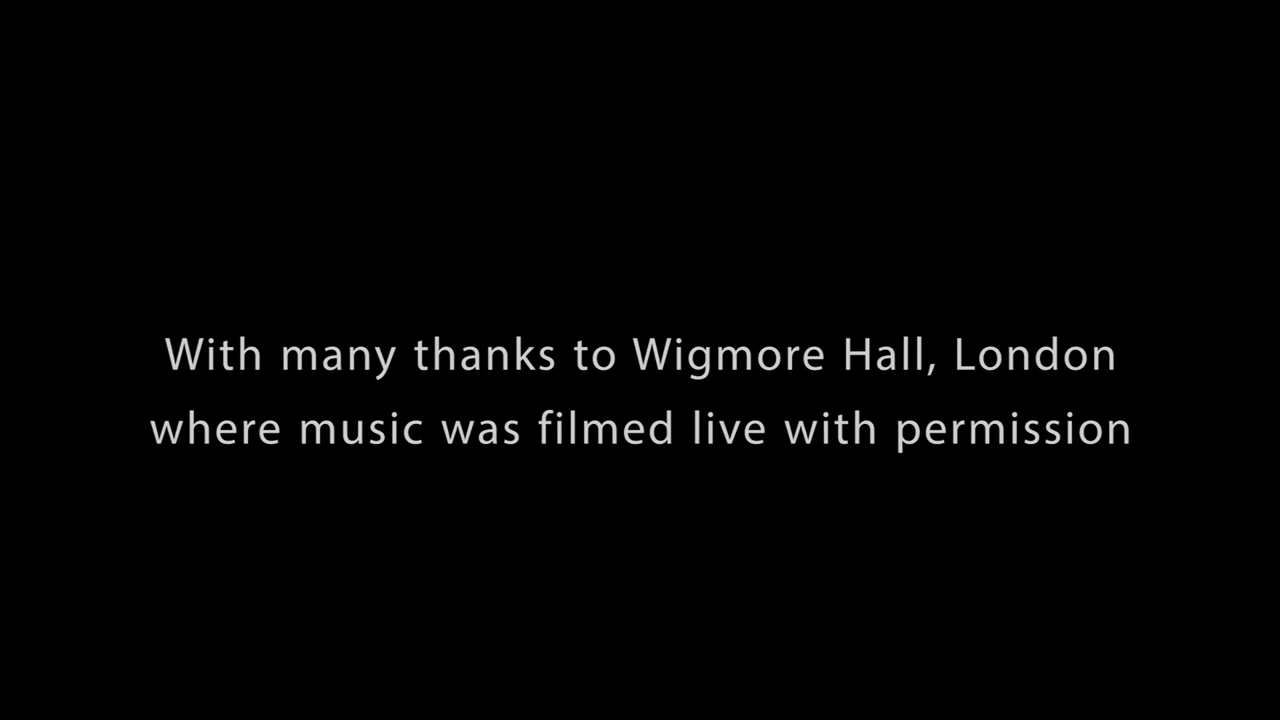 With many thanks to Wigmore Hall, London
where music was filmed live with permission